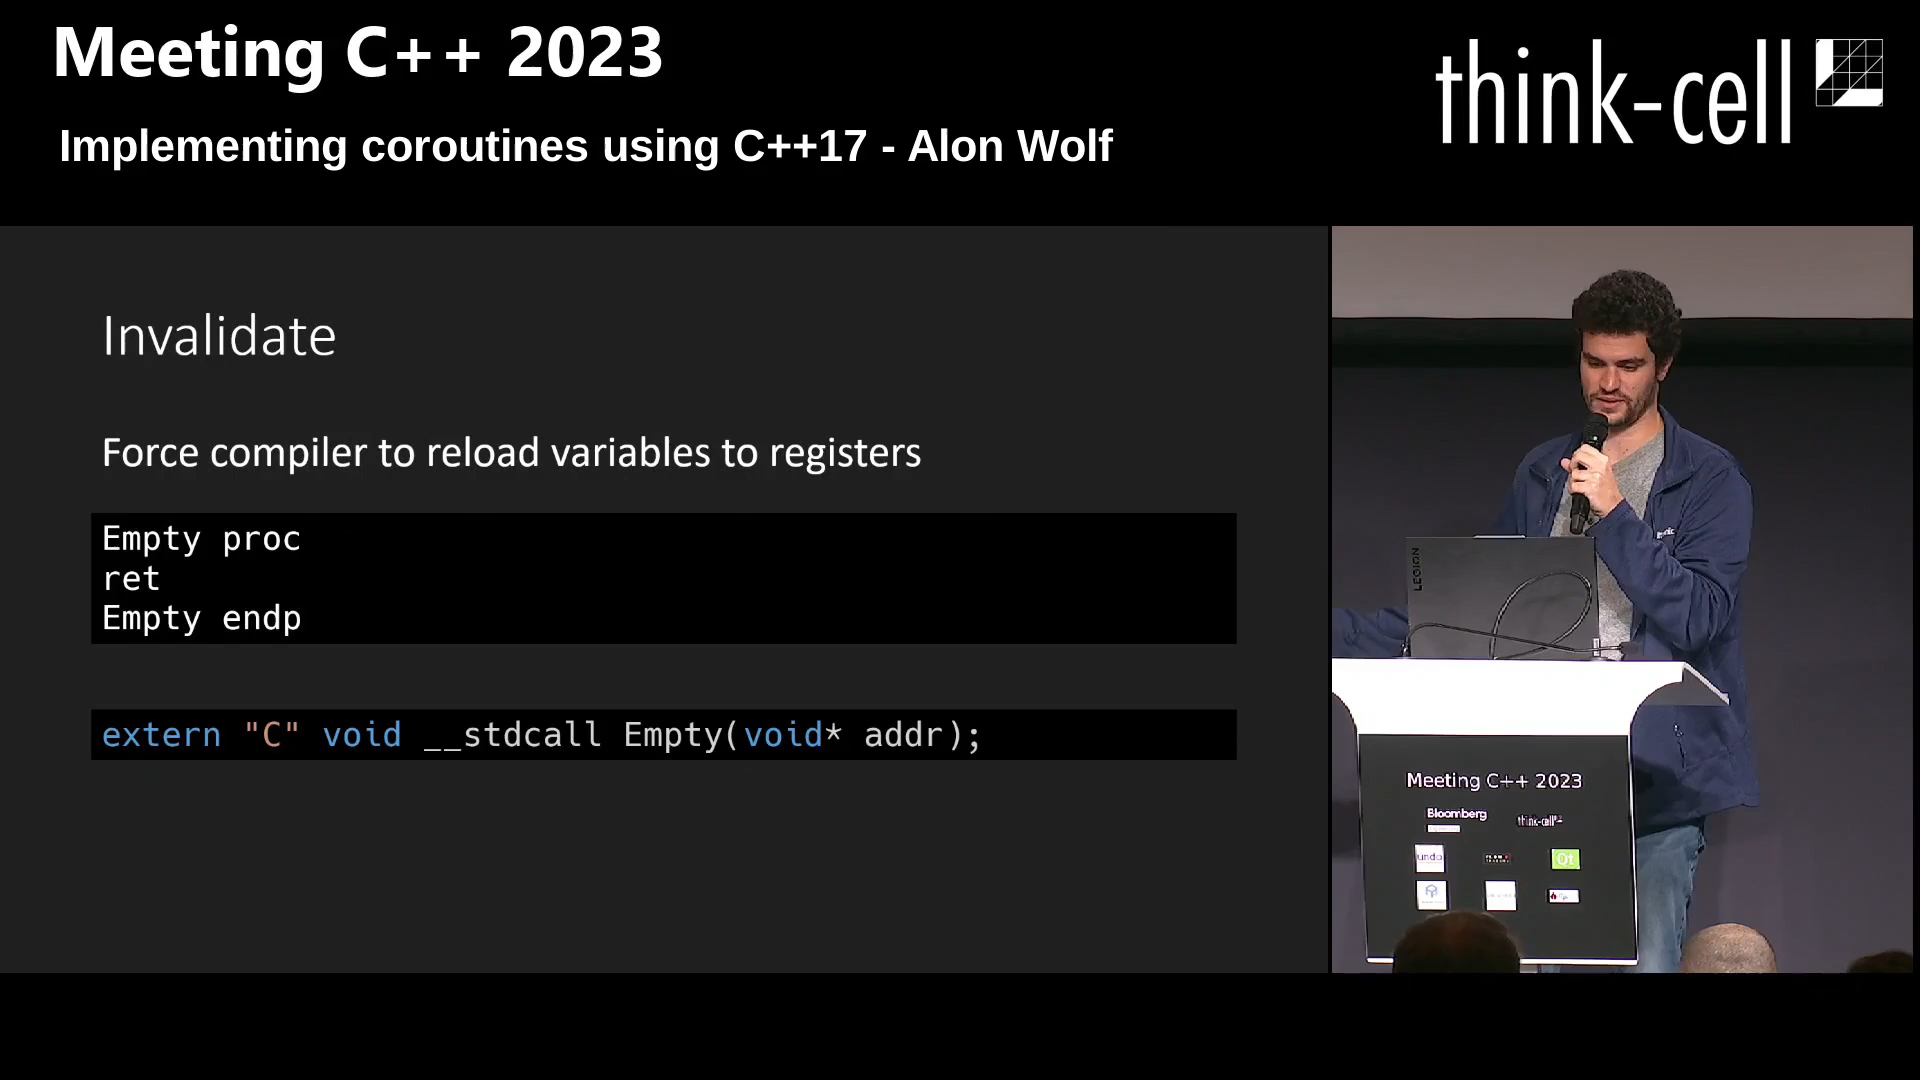 Meeting C++ 2023
think-cell
Implementing coroutines using C++17 - Alon Wolf
Invalidate
Force compiler to reload variables to registers
Empty proc
ret
Empty endp
extern "C" void __stdcall Empty(void* addr);
LEGION
Meeting C++ 2023
Bloomberg
think-cell
undo
Qt